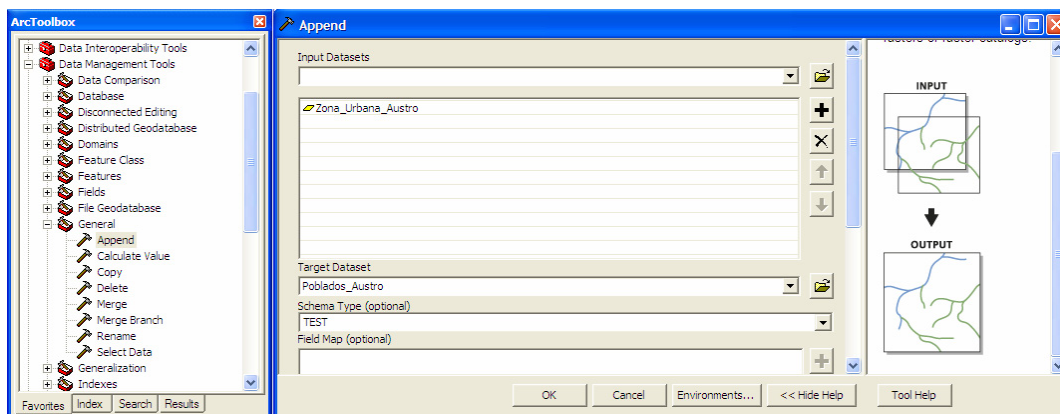 ArcToolbox
Data Interoperability Tools
Data Management Tools
Data Comparison
Database
Disconnected Editing
Distributed Geodatabase
Domains
Feature Class
Features
Fields
File Geodatabase
General
Append
Calculate Value
Copy
Delete
Merge
Merge Branch
Rename
Select Data
Generalization
Indexes
Favorites
Index
Search
Results
Append
Input Datasets
Zona_Urbana_Austro
Target Dataset
Poblados_Austro
Schema Type (optional)
TEST
Field Map (optional)
OK
Cancel
Environments...
<< Hide Help
Tool Help
INPUT
OUTPUT